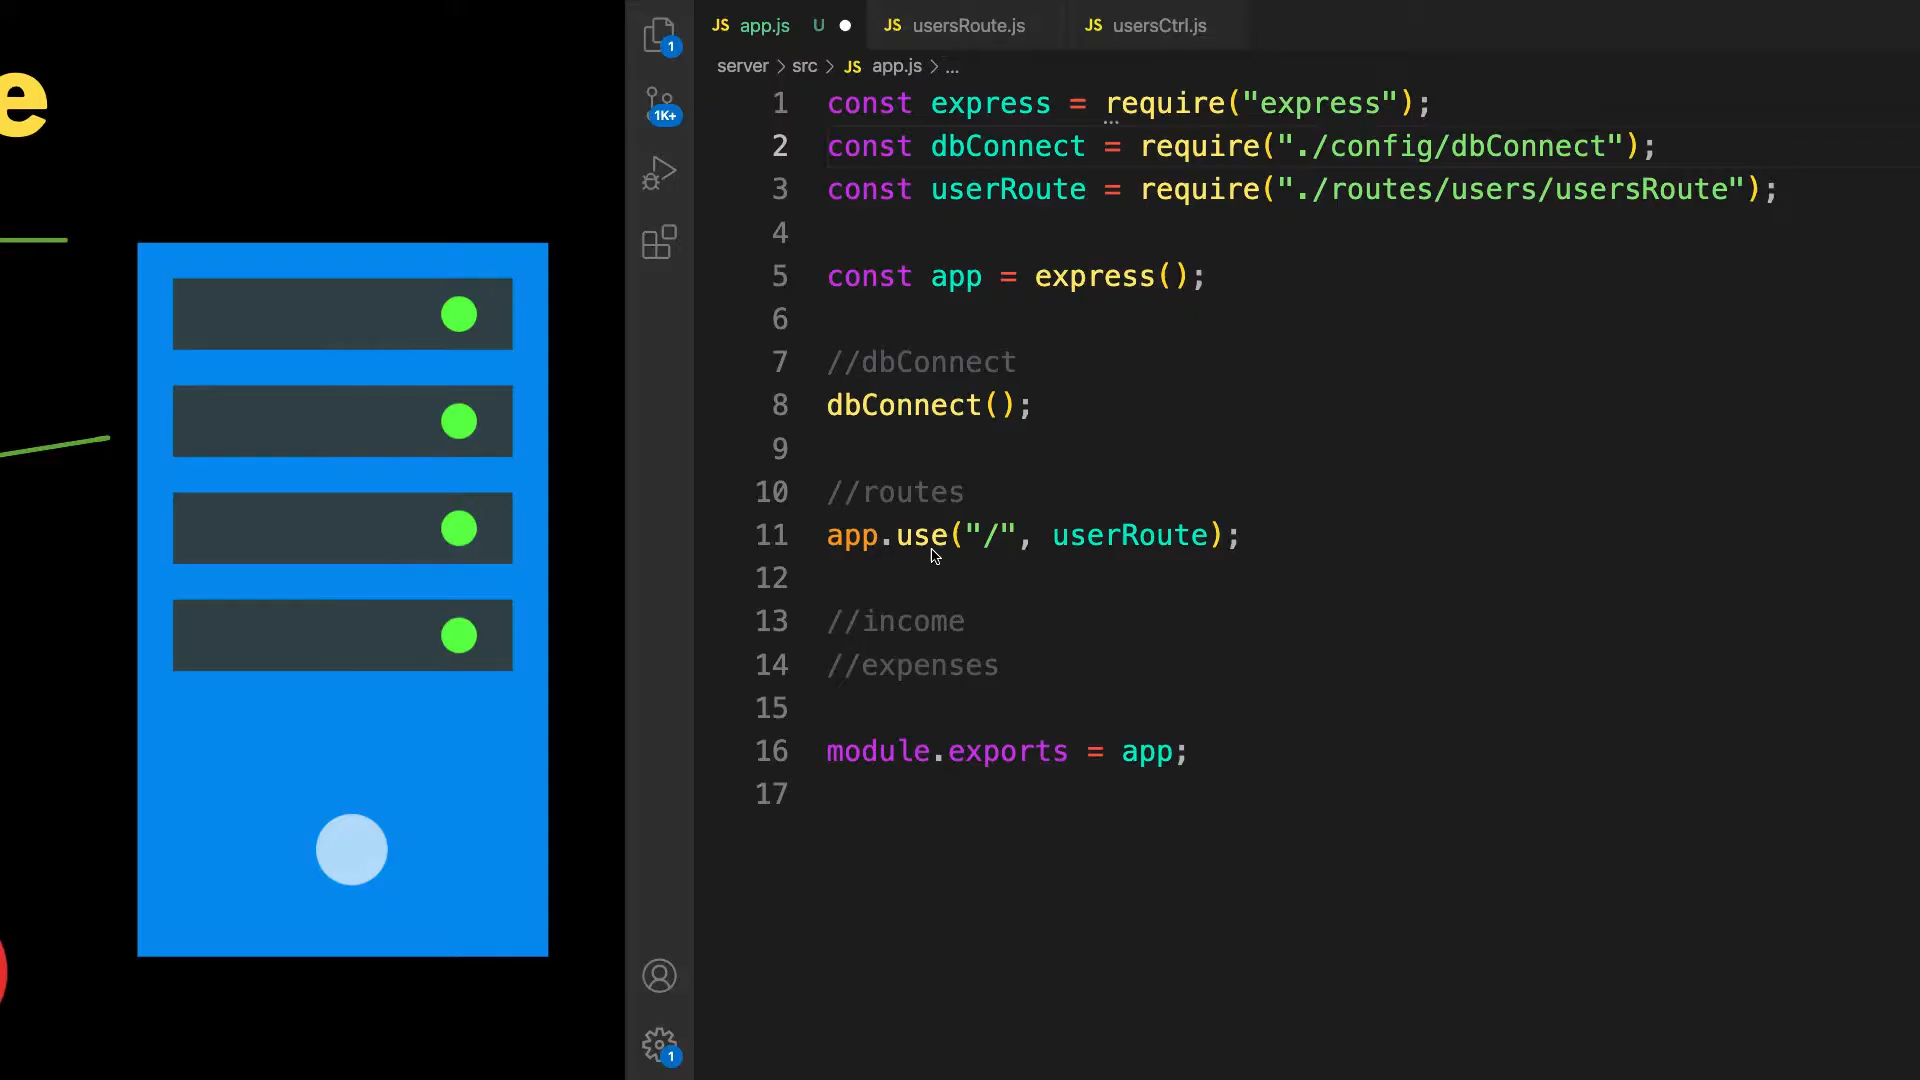 e
JS app.js U JS usersRoute.js JS usersCtrl.js
server > src > JS app.js > ...
1 const express = require("express");
2 const dbConnect = require("./config/dbConnect");
3 const userRoute = require("./routes/users/usersRoute");
4
5 const app = express();
6
7 //dbConnect
8 dbConnect();
9
10 //routes
11 app.use("/", userRoute);
12
13 //income
14 //expenses
15
16 module.exports = app;
17
1
1K+
1